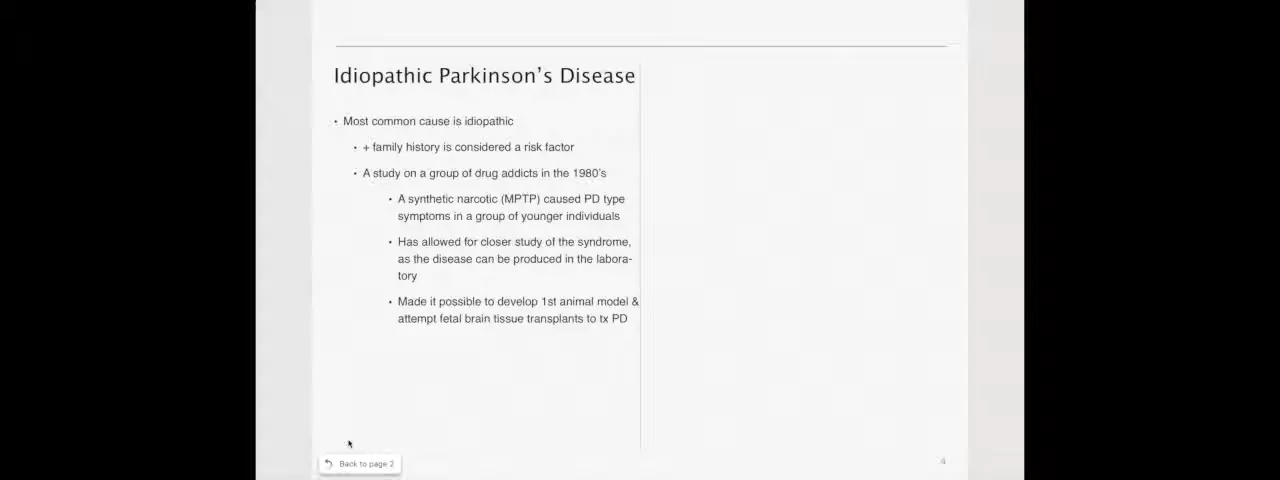 Idiopathic Parkinson's Disease
• Most common cause is idiopathic
• + family history is considered a risk factor
• A study on a group of drug addicts in the 1980's
• A synthetic narcotic (MPTP) caused PD type
symptoms in a group of younger individuals
• Has allowed for closer study of the syndrome,
as the disease can be produced in the labora-
tory
• Made it possible to develop 1st animal model &
attempt fetal brain tissue transplants to tx PD
Back to page 2
4